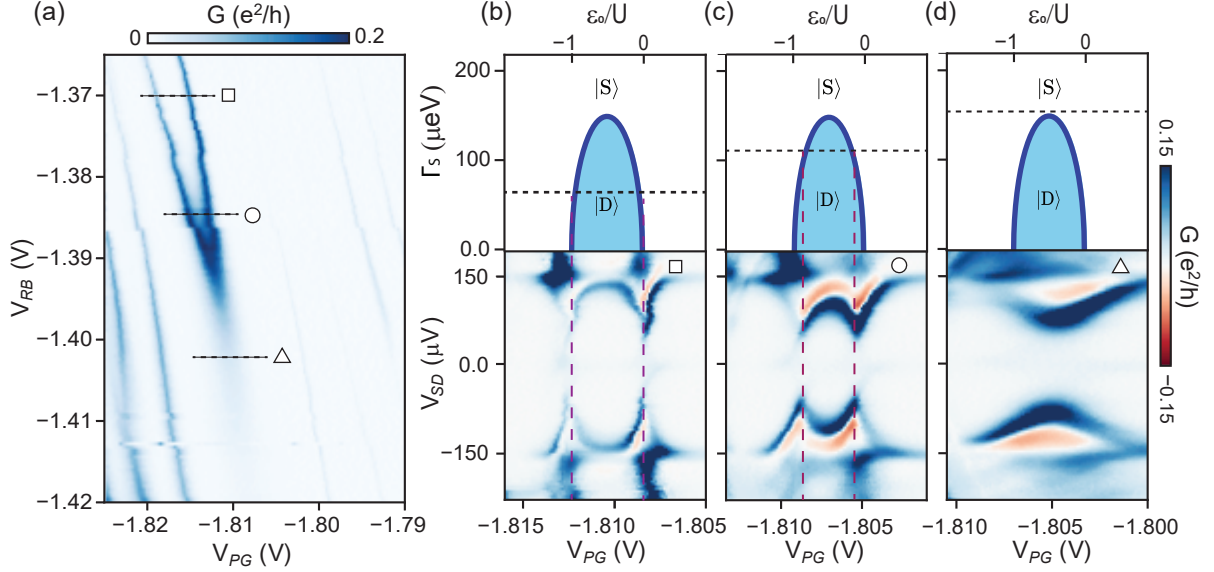 (a)
G (e²/h)
0
0.2
V_RB (V)
−1.37
−1.38
−1.39
−1.40
−1.41
−1.42
−1.82
−1.81
−1.80
−1.79
V_PG (V)
(b)
ε₀/U
−1
0
Γ_S (μeV)
200
100
0.0
|S⟩
|D⟩
V_SD (μV)
150
0.0
−150
−1.815
−1.810
−1.805
V_PG (V)
(c)
ε₀/U
−1
0
|S⟩
|D⟩
−1.810
−1.805
V_PG (V)
(d)
ε₀/U
−1
0
|S⟩
|D⟩
−1.810
−1.805
−1.800
V_PG (V)
0.15
G (e²/h)
−0.15